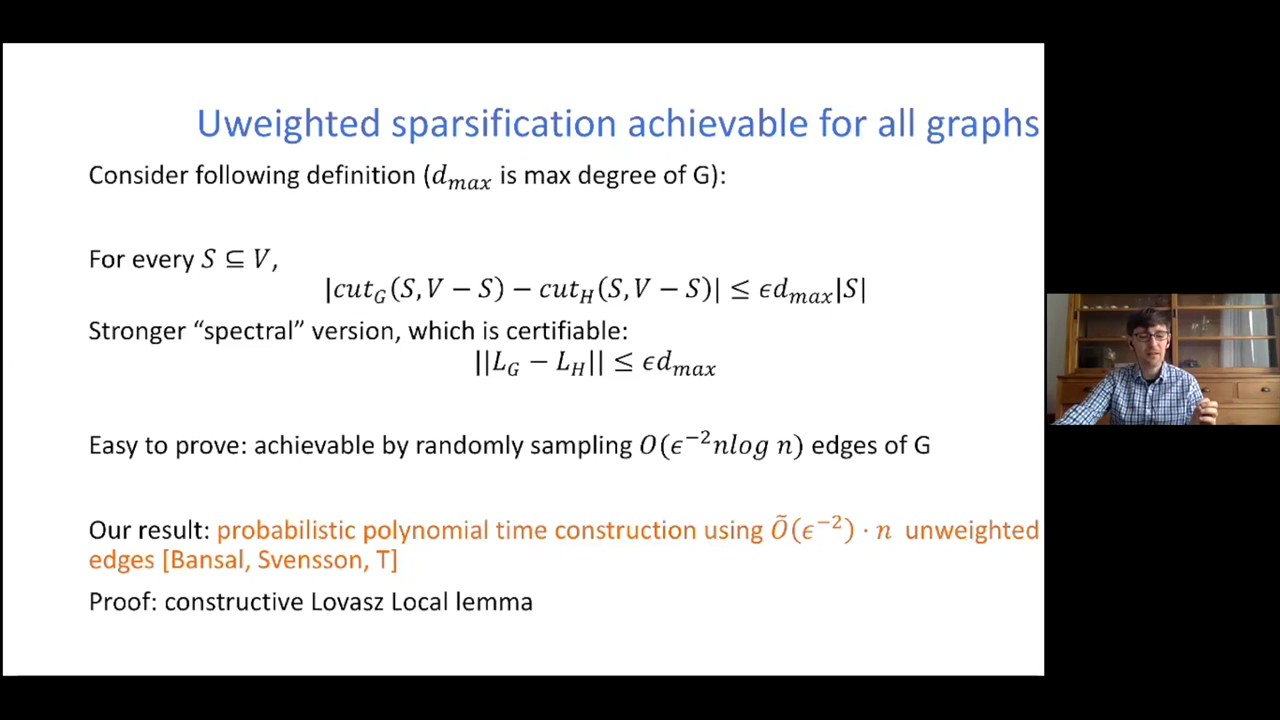 Uweighted sparsification achievable for all graphs
Consider following definition (d_max is max degree of G):
For every S ⊆ V,
|cut_G(S, V − S) − cut_H(S, V − S)| ≤ ϵd_max|S|
Stronger “spectral” version, which is certifiable:
||L_G − L_H|| ≤ ϵd_max
Easy to prove: achievable by randomly sampling O(ϵ⁻²nlog n) edges of G
Our result: probabilistic polynomial time construction using Õ(ϵ⁻²) · n unweighted
edges [Bansal, Svensson, T]
Proof: constructive Lovasz Local lemma